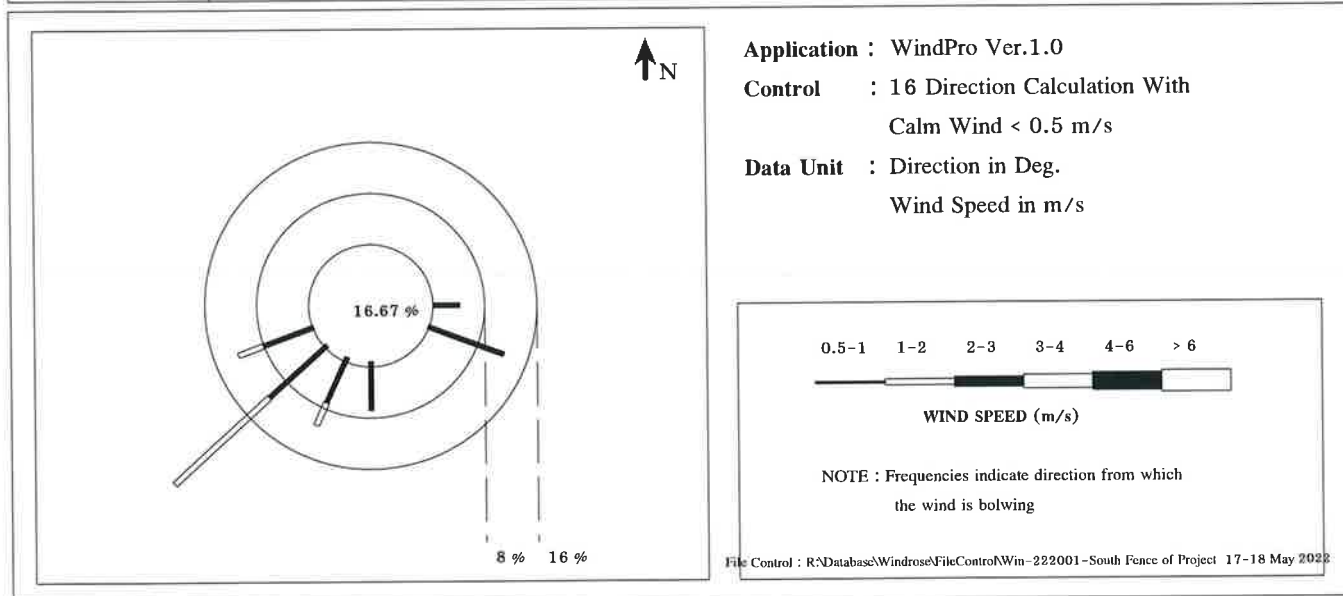 N
Application : WindPro Ver.1.0
Control : 16 Direction Calculation With
Calm Wind < 0.5 m/s
Data Unit : Direction in Deg.
Wind Speed in m/s
16.67 %
8 % 16 %
0.5-1 1-2 2-3 3-4 4-6 > 6
WIND SPEED (m/s)
NOTE : Frequencies indicate direction from which
the wind is bolwing
File Control : R:\Database\Windrose\FileControl\Win-222001-South Fence of Project 17-18 May 2022